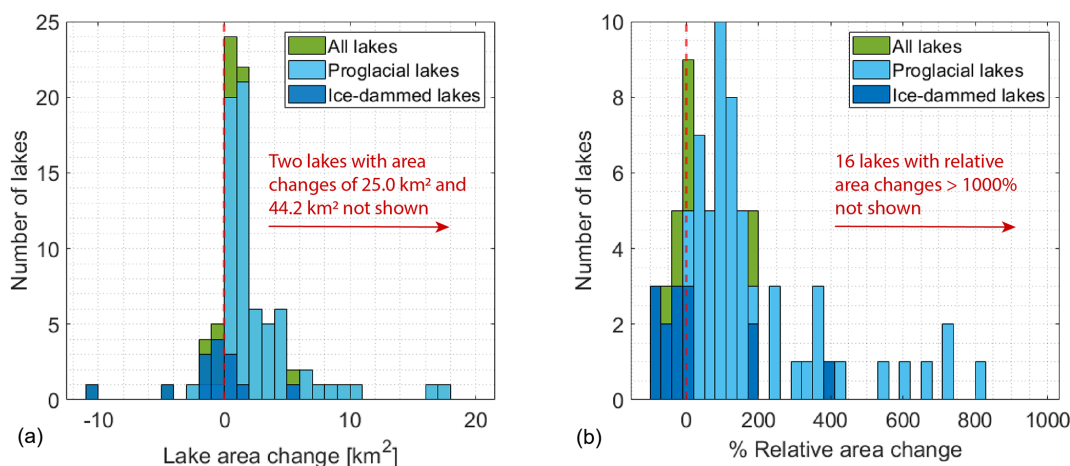 25
20
15
10
5
0
Number of lakes
All lakes
Proglacial lakes
Ice-dammed lakes
Two lakes with area
changes of 25.0 km² and
44.2 km² not shown
-10
0
10
20
(a)
Lake area change [km²]
10
8
6
4
2
0
Number of lakes
All lakes
Proglacial lakes
Ice-dammed lakes
16 lakes with relative
area changes > 1000%
not shown
0
200
400
600
800
1000
(b)
% Relative area change